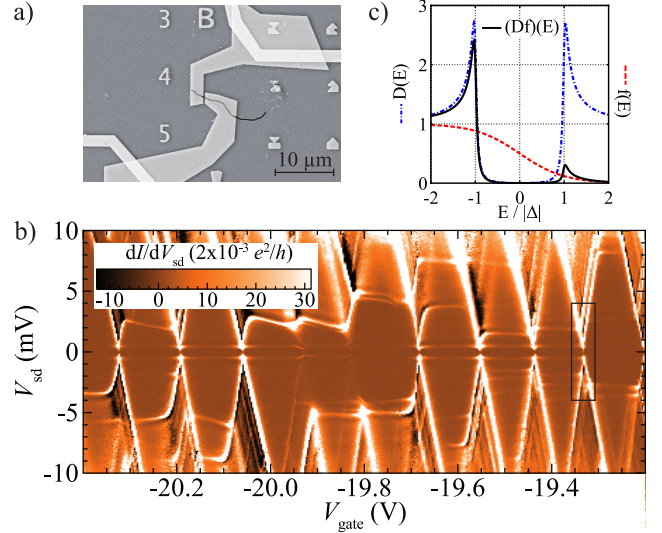 a)
3 B
4
5
10 µm
c)
(Df)(E)
D(E)
f(E)
3
2
1
0
-2 -1 0 1 2
E / |Δ|
b)
dI/dVsd (2x10⁻³ e²/h)
-10 0 10 20 30
Vsd (mV)
10
5
0
-5
-10
-20.2 -20.0 -19.8 -19.6 -19.4
Vgate (V)